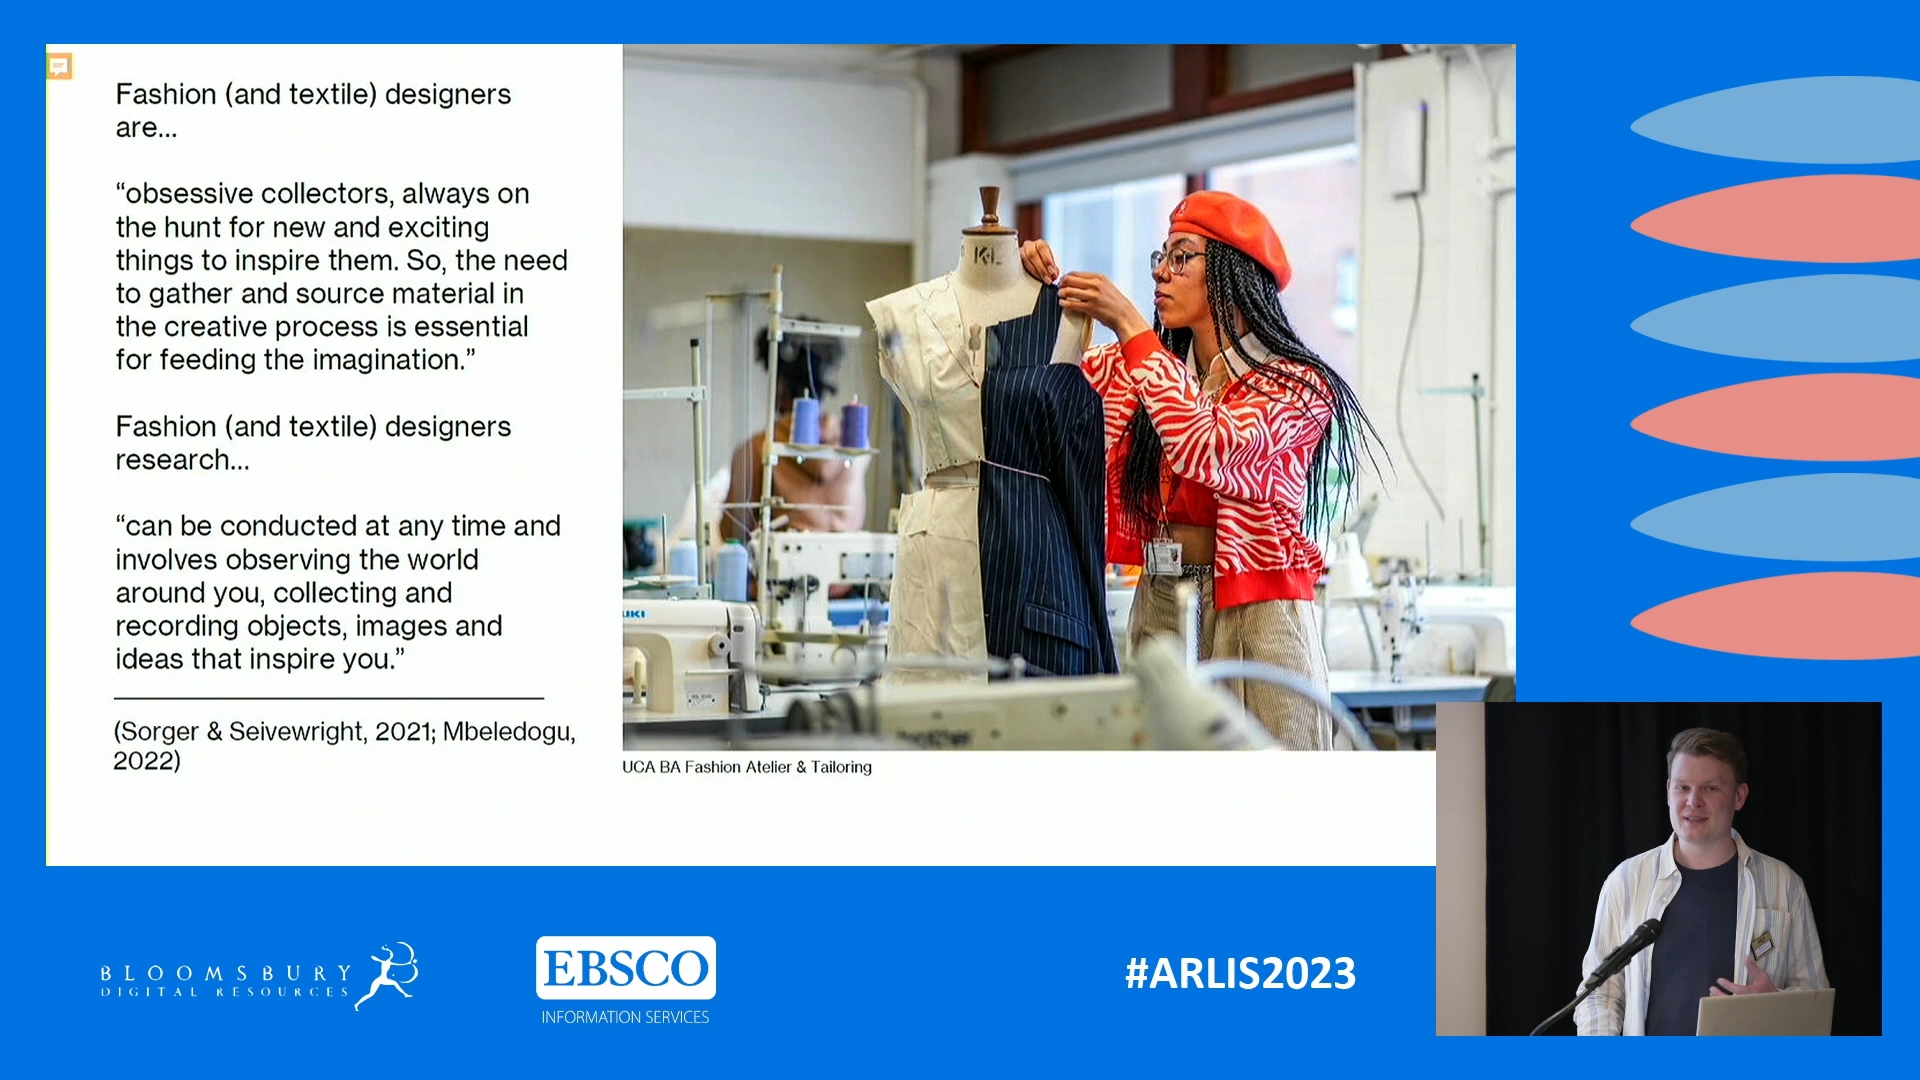 Fashion (and textile) designers
are...
“obsessive collectors, always on
the hunt for new and exciting
things to inspire them. So, the need
to gather and source material in
the creative process is essential
for feeding the imagination.”
Fashion (and textile) designers
research...
“can be conducted at any time and
involves observing the world
around you, collecting and
recording objects, images and
ideas that inspire you.”
(Sorger & Seivewright, 2021; Mbeledogu,
2022)
K&L
UKI
UCA BA Fashion Atelier & Tailoring
BLOOMSBURY
DIGITAL RESOURCES
EBSCO
INFORMATION SERVICES
#ARLIS2023